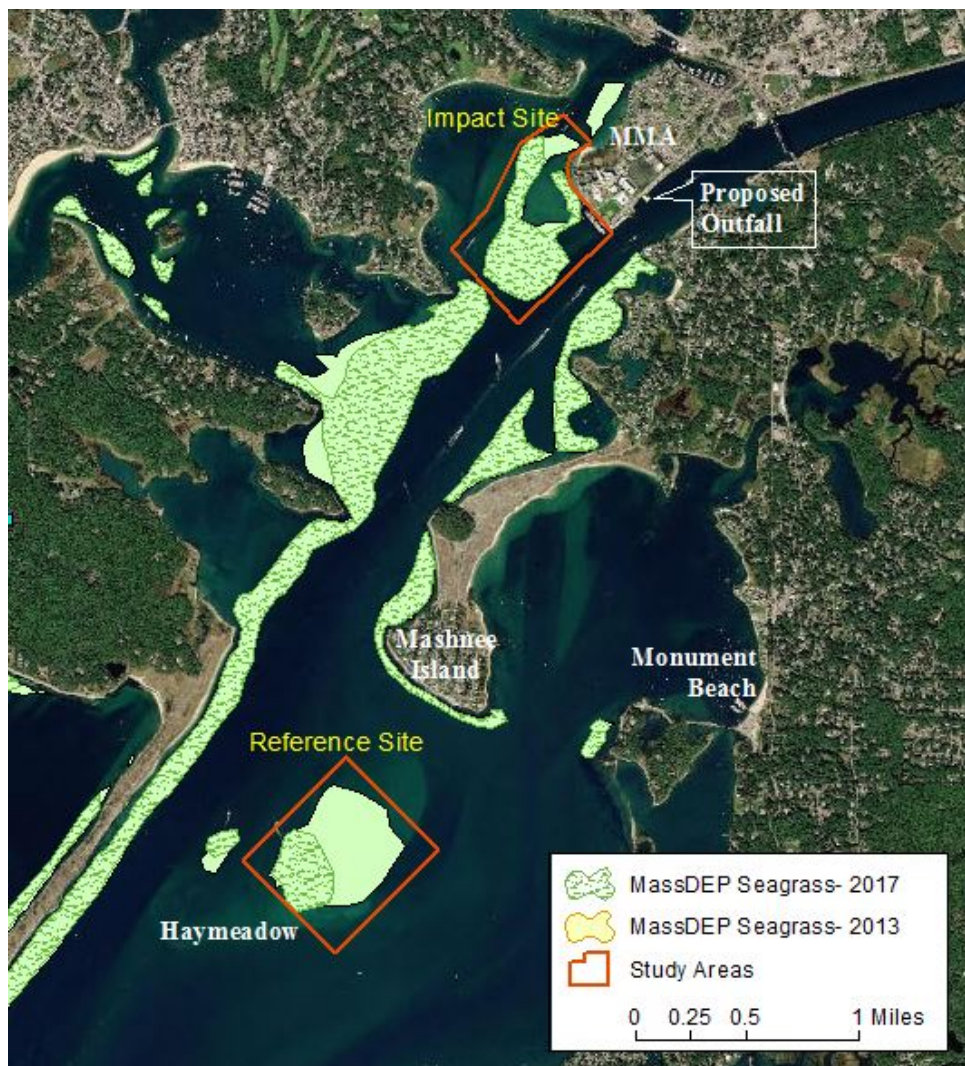 Impact Site
MMA
Proposed
Outfall
Mashnee
Island
Monument
Beach
Reference Site
Haymeadow
MassDEP Seagrass- 2017
MassDEP Seagrass- 2013
Study Areas
0 0.25 0.5 1 Miles